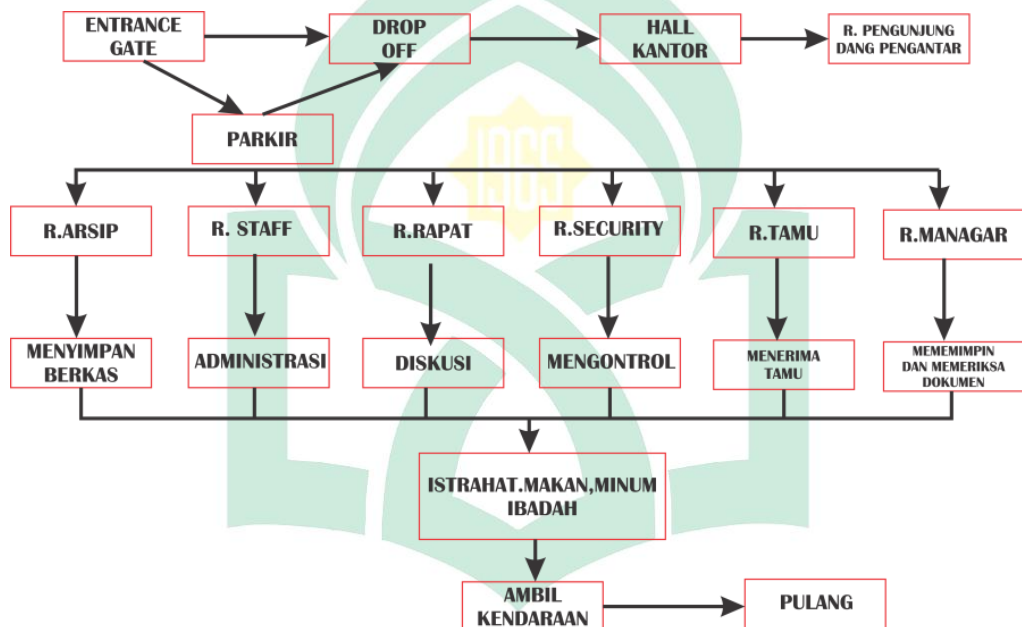 ENTRANCE
GATE
DROP
OFF
HALL
KANTOR
R. PENGUNJUNG
DANG PENGANTAR
PARKIR
1965
R.ARSIP
R. STAFF
R.RAPAT
R.SECURITY
R.TAMU
R.MANAGAR
MENYIMPAN
BERKAS
ADMINISTRASI
DISKUSI
MENGONTROL
MENERIMA
TAMU
MEMEMIMPIN
DAN MEMERIKSA
DOKUMEN
ISTRAHAT.MAKAN,MINUM
IBADAH
AMBIL
KENDARAAN
PULANG